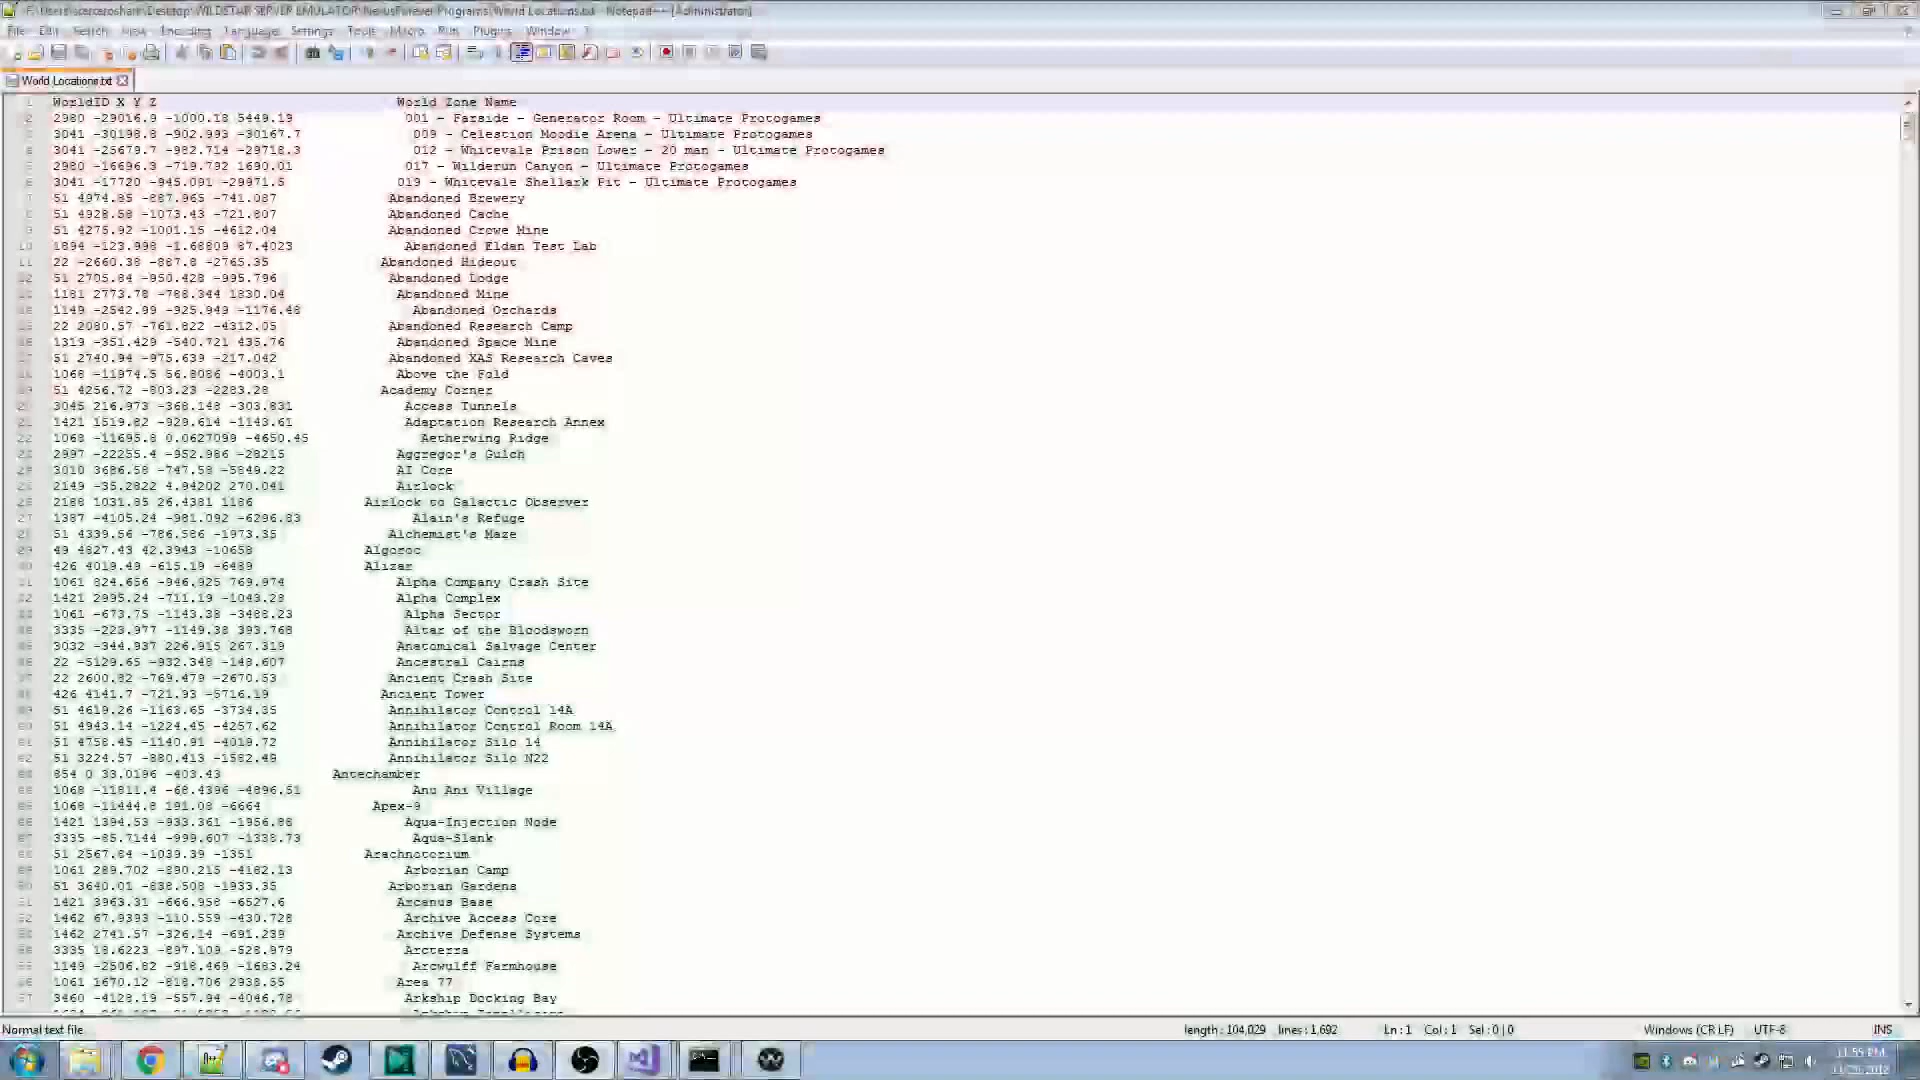 World Locations.txt - Notepad++ [Administrator]
File Edit Search View Encoding Language Settings Tools Macro Run Plugins Window ?
World Locations.txt
WorldID X Y Z World Zone Name
2980 -29016.9 -1000.18 5449.19 001 - Farside - Generator Room - Ultimate Protogames
3041 -30198.8 -902.993 -30167.7 009 - Celestion Moodie Arena - Ultimate Protogames
3041 -25679.7 -982.714 -29718.3 012 - Whitevale Prison Lower - 20 man - Ultimate Protogames
2980 -16696.3 -719.792 1690.01 017 - Wilderun Canyon - Ultimate Protogames
3041 -17720 -945.091 -29971.5 019 - Whitevale Shellark Pit - Ultimate Protogames
51 4974.85 -887.965 -741.087 Abandoned Brewery
51 4928.58 -1073.43 -721.807 Abandoned Cache
51 4275.92 -1001.15 -4612.04 Abandoned Crowe Mine
1894 -123.998 -1.66809 87.4023 Abandoned Eldan Test Lab
22 -2660.38 -887.8 -2765.35 Abandoned Hideout
51 2705.84 -950.428 -995.796 Abandoned Lodge
1181 2773.78 -788.344 1830.04 Abandoned Mine
1149 -2542.99 -925.949 -1176.48 Abandoned Orchards
22 2080.57 -761.822 -4312.05 Abandoned Research Camp
1319 -351.429 -540.721 435.76 Abandoned Space Mine
51 2740.94 -975.639 -217.042 Abandoned XAS Research Caves
1068 -11974.5 56.8086 -4003.1 Above the Fold
51 4256.72 -803.23 -2283.28 Academy Corner
3045 216.973 -368.148 -303.831 Access Tunnels
1421 1519.82 -929.614 -1143.61 Adaptation Research Annex
1068 -11695.8 0.0627099 -4650.45 Aetherwing Ridge
2997 -22255.4 -952.986 -28215 Aggregor's Gulch
3010 3686.58 -747.58 -5849.22 AI Core
2149 -35.2822 4.94202 270.041 Airlock
2188 1031.85 26.4381 1186 Airlock to Galactic Observer
1387 -4105.24 -981.092 -6296.83 Alain's Refuge
51 4339.56 -786.586 -1973.35 Alchemist's Maze
49 4827.43 42.3943 -10658 Algoroc
426 4019.49 -615.19 -6489 Alizar
1061 824.656 -946.925 769.974 Alpha Company Crash Site
1421 2995.24 -711.19 -1043.28 Alpha Complex
1061 -673.75 -1143.38 -3488.23 Alpha Sector
3335 -223.977 -1149.38 393.768 Altar of the Bloodsworn
3032 -344.937 226.915 267.319 Anatomical Salvage Center
22 -5129.65 -932.348 -148.607 Ancestral Cairns
22 2600.82 -769.479 -2670.53 Ancient Crash Site
426 4141.7 -721.93 -5716.19 Ancient Tower
51 4619.26 -1163.65 -3734.35 Annihilator Control 14A
51 4943.14 -1224.45 -4257.62 Annihilator Control Room 14A
51 4758.45 -1140.91 -4019.72 Annihilator Silo 14
51 3224.57 -880.413 -1582.49 Annihilator Silo N22
854 0 33.0196 -403.43 Antechamber
1068 -11811.4 -68.4396 -4896.51 Anu Ani Village
1068 -11444.8 191.08 -6664 Apex-9
1421 1394.53 -933.361 -1956.88 Aqua-Injection Node
3335 -85.7144 -999.607 -1338.73 Aqua-Slank
51 2567.84 -1039.39 -1351 Arachnotorium
1061 289.702 -890.215 -4182.13 Arborian Camp
51 3640.01 -838.508 -1933.35 Arborian Gardens
1421 3963.31 -666.958 -6527.6 Arcanus Base
1462 67.9393 -110.559 -430.728 Archive Access Core
1462 2741.57 -326.14 -691.239 Archive Defense Systems
3335 18.6223 -897.109 -528.979 Arcterra
1149 -2506.82 -918.469 -1683.24 Arcwulff Farmhouse
1061 1670.12 -818.706 2938.55 Area 77
3460 -4128.19 -557.94 -4046.78 Arkship Docking Bay
Normal text file length : 104,029 lines : 1,692 Ln : 1 Col : 1 Sel : 0 | 0 Windows (CR LF) UTF-8 INS
11:55 PM